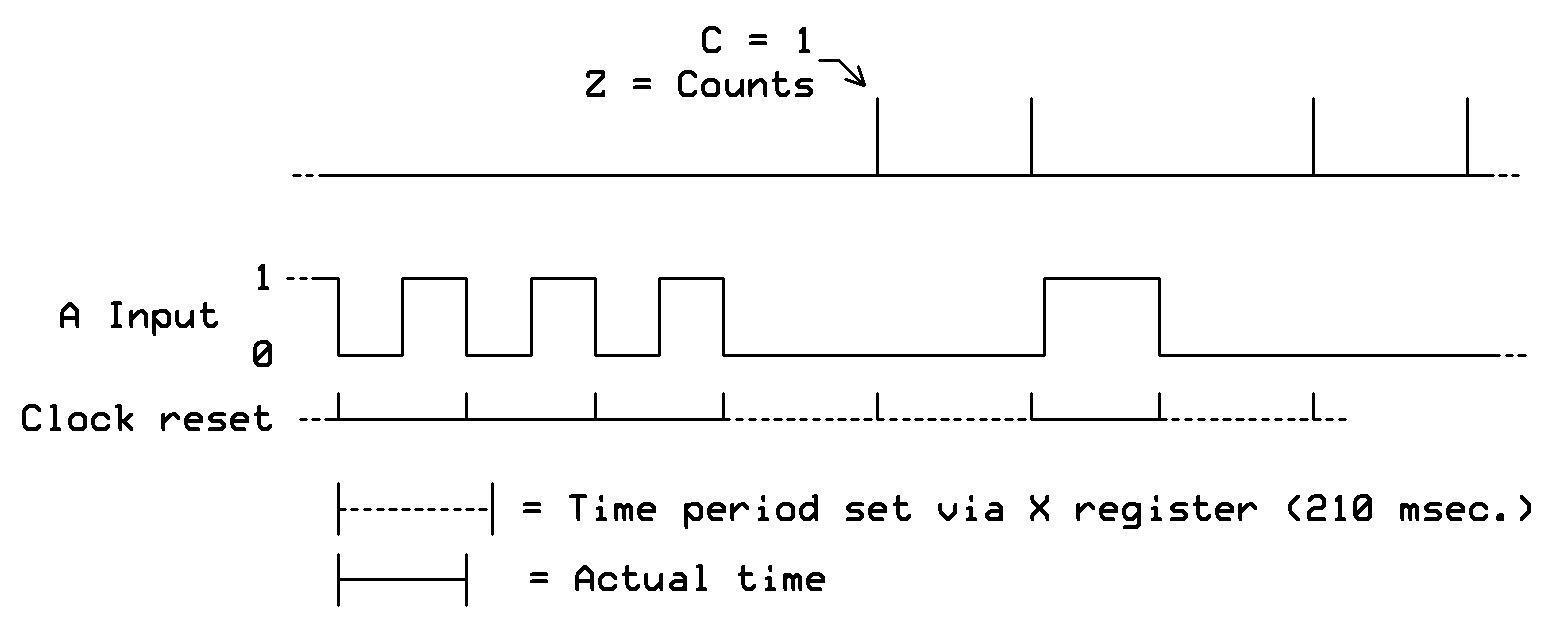 C = 1
Z = Counts
1
A Input
0
Clock reset
= Time period set via X register (210 msec.)
= Actual time